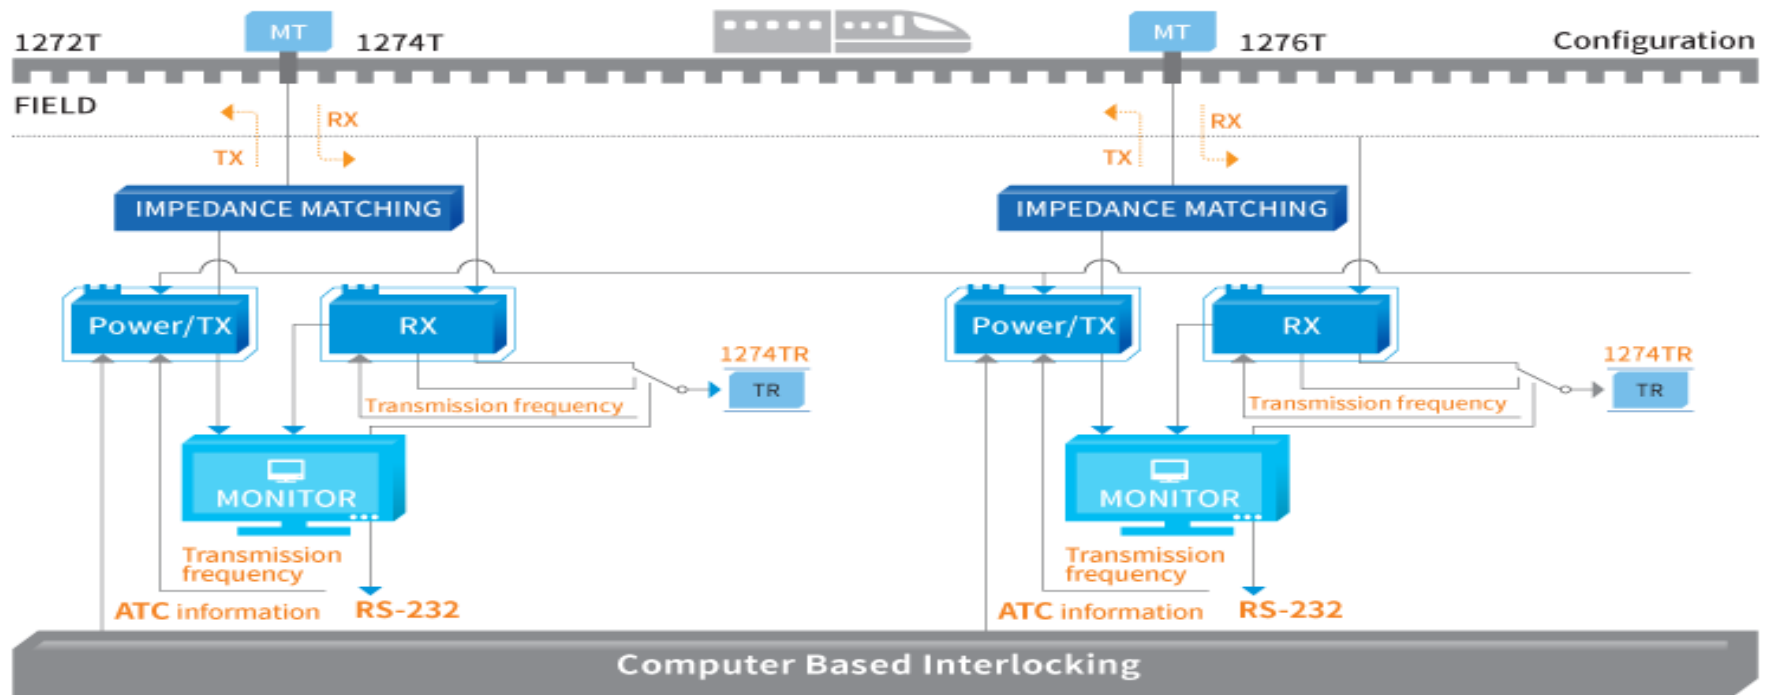 MT
MT
1272T
1274T
1276T
Configuration
FIELD
RX
TX
RX
TX
IMPEDANCE MATCHING
IMPEDANCE MATCHING
Power/TX
RX
Power/TX
RX
1274TR
TR
1274TR
TR
Transmission frequency
Transmission frequency
MONITOR
MONITOR
Transmission
frequency
Transmission
frequency
ATC information
RS-232
ATC information
RS-232
Computer Based Interlocking